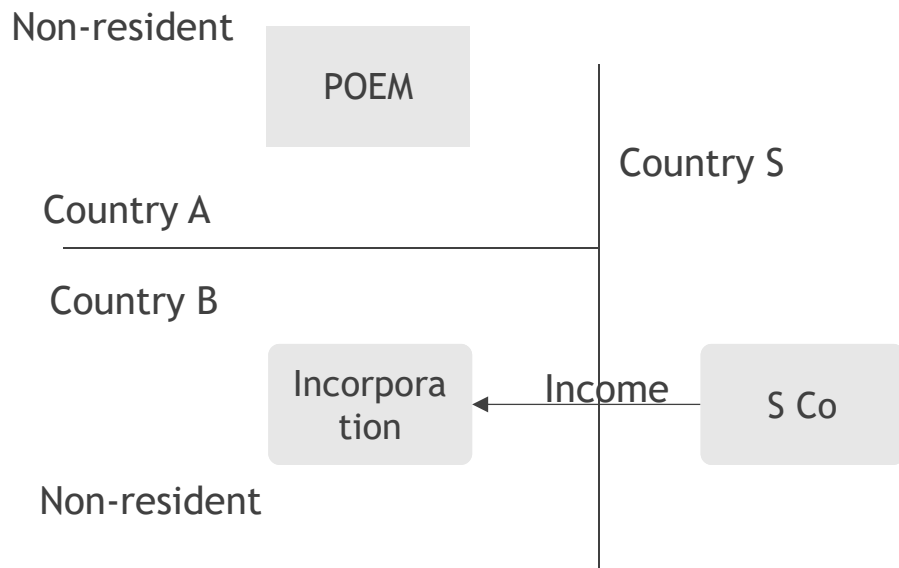 Non-resident
POEM
Country S
Country A
Country B
Incorpora
tion
Income
S Co
Non-resident